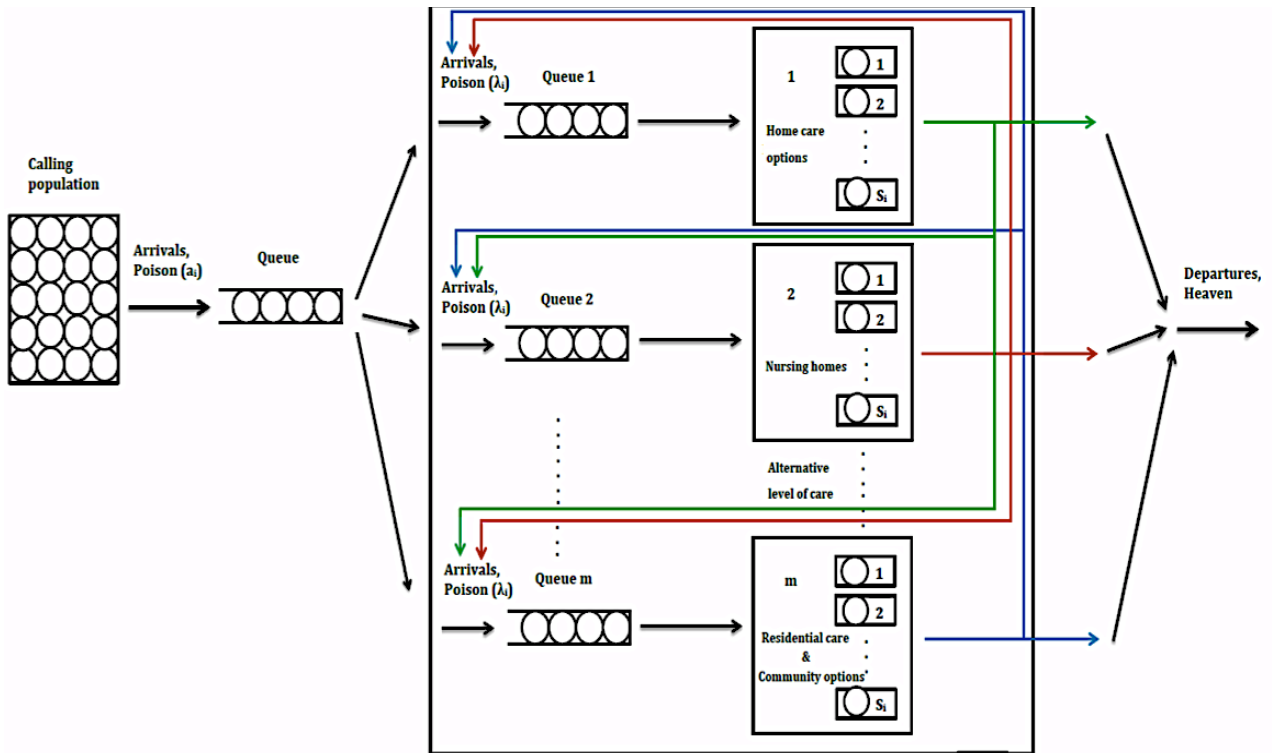 Calling
population
Arrivals,
Poison (aᵢ)
Queue
Arrivals,
Poison (λᵢ)
Queue 1
1
1
2
Home care
options
Sᵢ
Arrivals,
Poison (λᵢ)
Queue 2
2
1
2
Nursing homes
Sᵢ
Alternative
level of care
Arrivals,
Poison (λᵢ)
Queue m
m
1
2
Residential care
&
Community options
Sᵢ
Departures,
Heaven